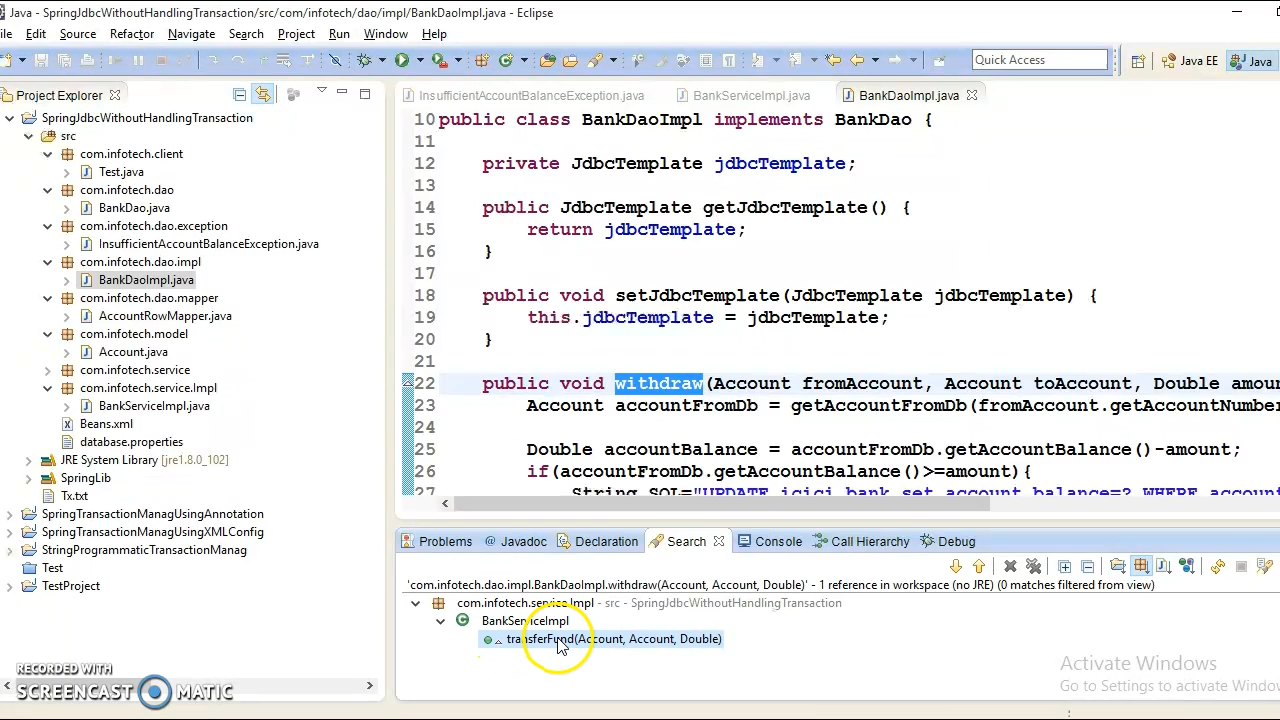 Java - SpringJdbcWithoutHandlingTransaction/src/com/infotech/dao/impl/BankDaoImpl.java - Eclipse
ile Edit Source Refactor Navigate Search Project Run Window Help
Quick Access
Java EE
Java
Project Explorer
SpringJdbcWithoutHandlingTransaction
src
com.infotech.client
Test.java
com.infotech.dao
BankDao.java
com.infotech.dao.exception
InsufficientAccountBalanceException.java
com.infotech.dao.impl
BankDaoImpl.java
com.infotech.dao.mapper
AccountRowMapper.java
com.infotech.model
Account.java
com.infotech.service
com.infotech.service.Impl
BankServiceImpl.java
Beans.xml
database.properties
JRE System Library [jre1.8.0_102]
SpringLib
Tx.txt
SpringTransactionManagUsingAnnotation
SpringTransactionManagUsingXMLConfig
StringProgrammaticTransactionManag
Test
TestProject
InsufficientAccountBalanceException.java BankServiceImpl.java BankDaoImpl.java
10 public class BankDaoImpl implements BankDao {
11
12 private JdbcTemplate jdbcTemplate;
13
14 public JdbcTemplate getJdbcTemplate() {
15 return jdbcTemplate;
16 }
17
18 public void setJdbcTemplate(JdbcTemplate jdbcTemplate) {
19 this.jdbcTemplate = jdbcTemplate;
20 }
21
22 public void withdraw(Account fromAccount, Account toAccount, Double amoun
23 Account accountFromDb = getAccountFromDb(fromAccount.getAccountNumber
24
25 Double accountBalance = accountFromDb.getAccountBalance()-amount;
26 if(accountFromDb.getAccountBalance()>=amount){
27 String SQL="UPDATE icici_bank set account_balance=? WHERE account
Problems @ Javadoc Declaration Search Console Call Hierarchy Debug
'com.infotech.dao.impl.BankDaoImpl.withdraw(Account, Account, Double)' - 1 reference in workspace (no JRE) (0 matches filtered from view)
com.infotech.service.Impl - src - SpringJdbcWithoutHandlingTransaction
BankServiceImpl
transferFund(Account, Account, Double)
Activate Windows
Go to Settings to activate Window
RECORDED WITH
SCREENCAST MATIC